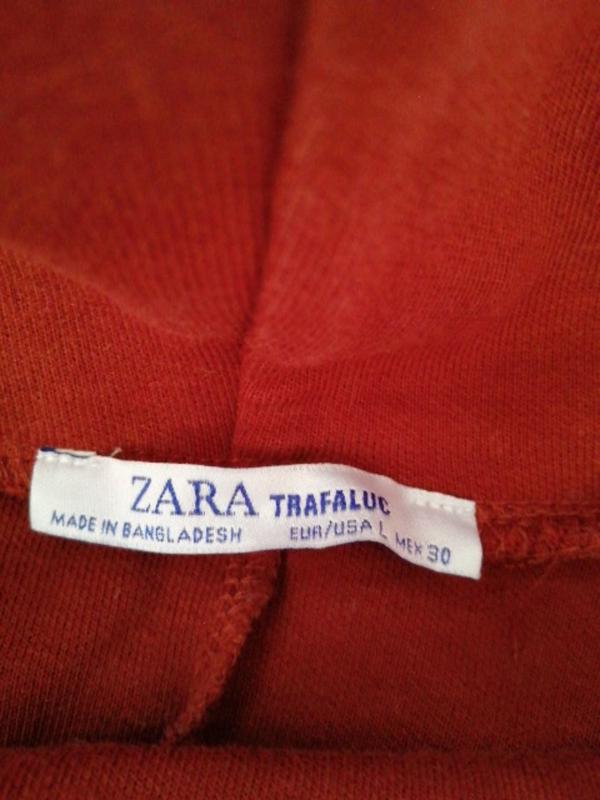 ZARA TRAFALUC
MADE IN BANGLADESH EUR/USA L MEX 30